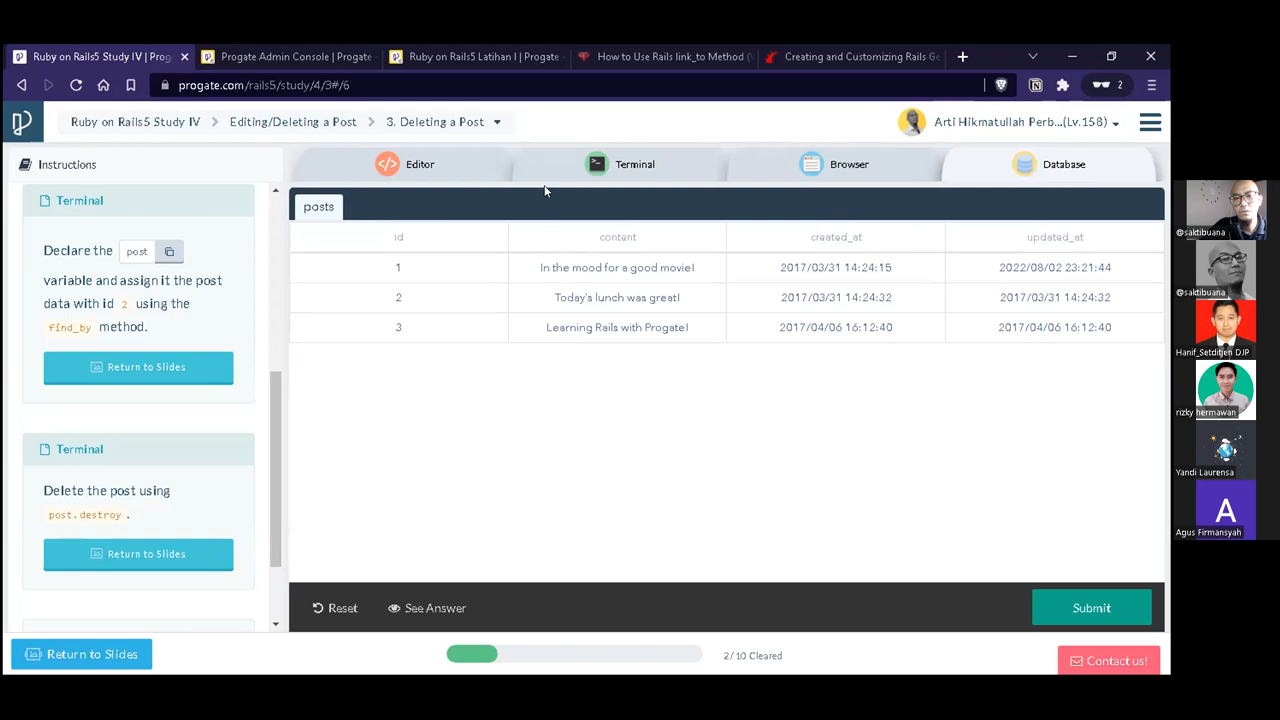 Ruby on Rails5 Study IV | Prog
Progate Admin Console | Progate
Ruby on Rails5 Latihan I | Progate
How to Use Rails link_to Method (
Creating and Customizing Rails Ge
progate.com/rails5/study/4/3#/6
2
Ruby on Rails5 Study IV
Editing/Deleting a Post
3. Deleting a Post
Arti Hikmatullah Perb...(Lv.158)
Instructions
Editor
Terminal
Browser
Database
Terminal
Declare the post
variable and assign it the post
data with id 2 using the
find_by method.
Return to Slides
Terminal
Delete the post using
post.destroy .
Return to Slides
posts
id content created_at updated_at
1 In the mood for a good movie! 2017/03/31 14:24:15 2022/08/02 23:21:44
2 Today's lunch was great! 2017/03/31 14:24:32 2017/03/31 14:24:32
3 Learning Rails with Progate! 2017/04/06 16:12:40 2017/04/06 16:12:40
Reset
See Answer
Submit
Return to Slides
2/10 Cleared
Contact us!
@saktibuana
@saktibuana
Hanif_Setditjen DJP
rizky hermawan
Yandi Laurensa
A
Agus Firmansyah